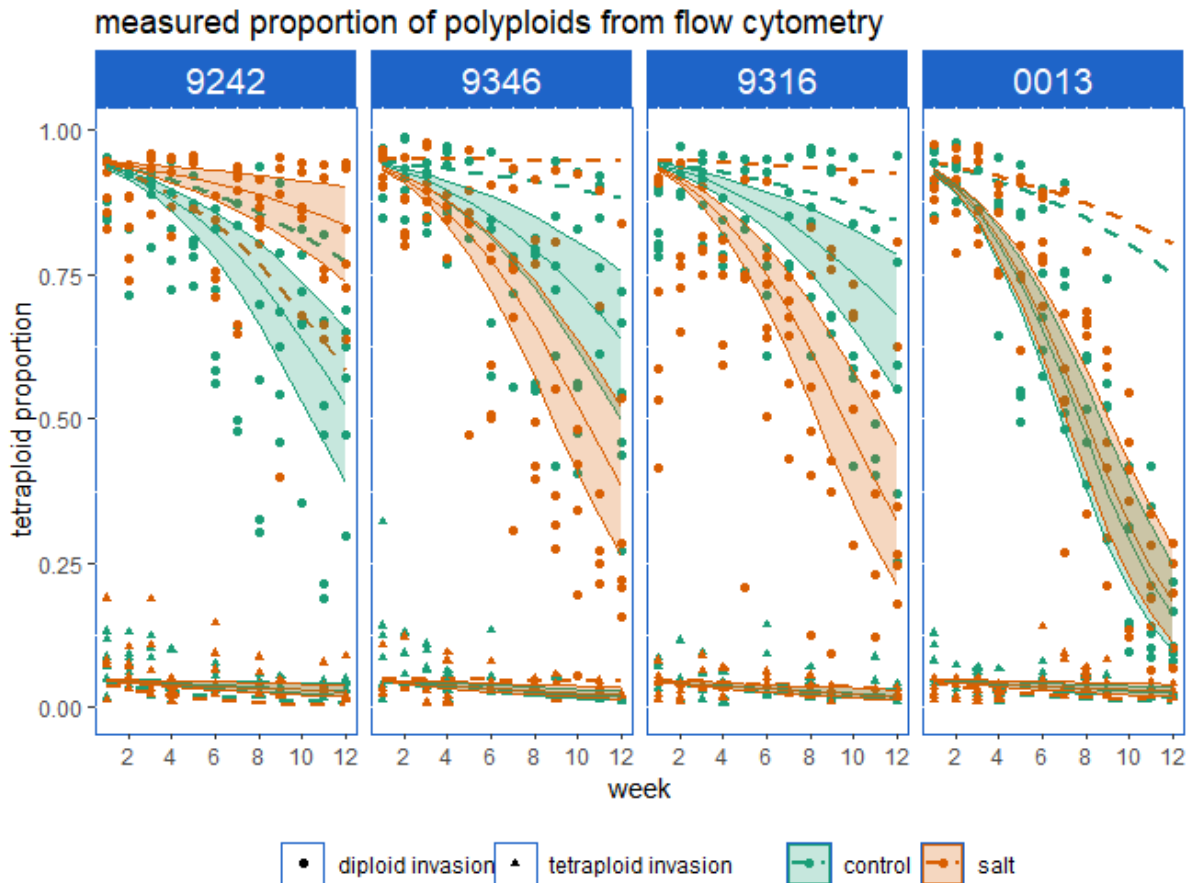 measured proportion of polyploids from flow cytometry
9242 9346 9316 0013
1.00
0.75
0.50
0.25
0.00
tetraploid proportion
2 4 6 8 10 12 2 4 6 8 10 12 2 4 6 8 10 12 2 4 6 8 10 12
week
diploid invasion tetraploid invasion control salt